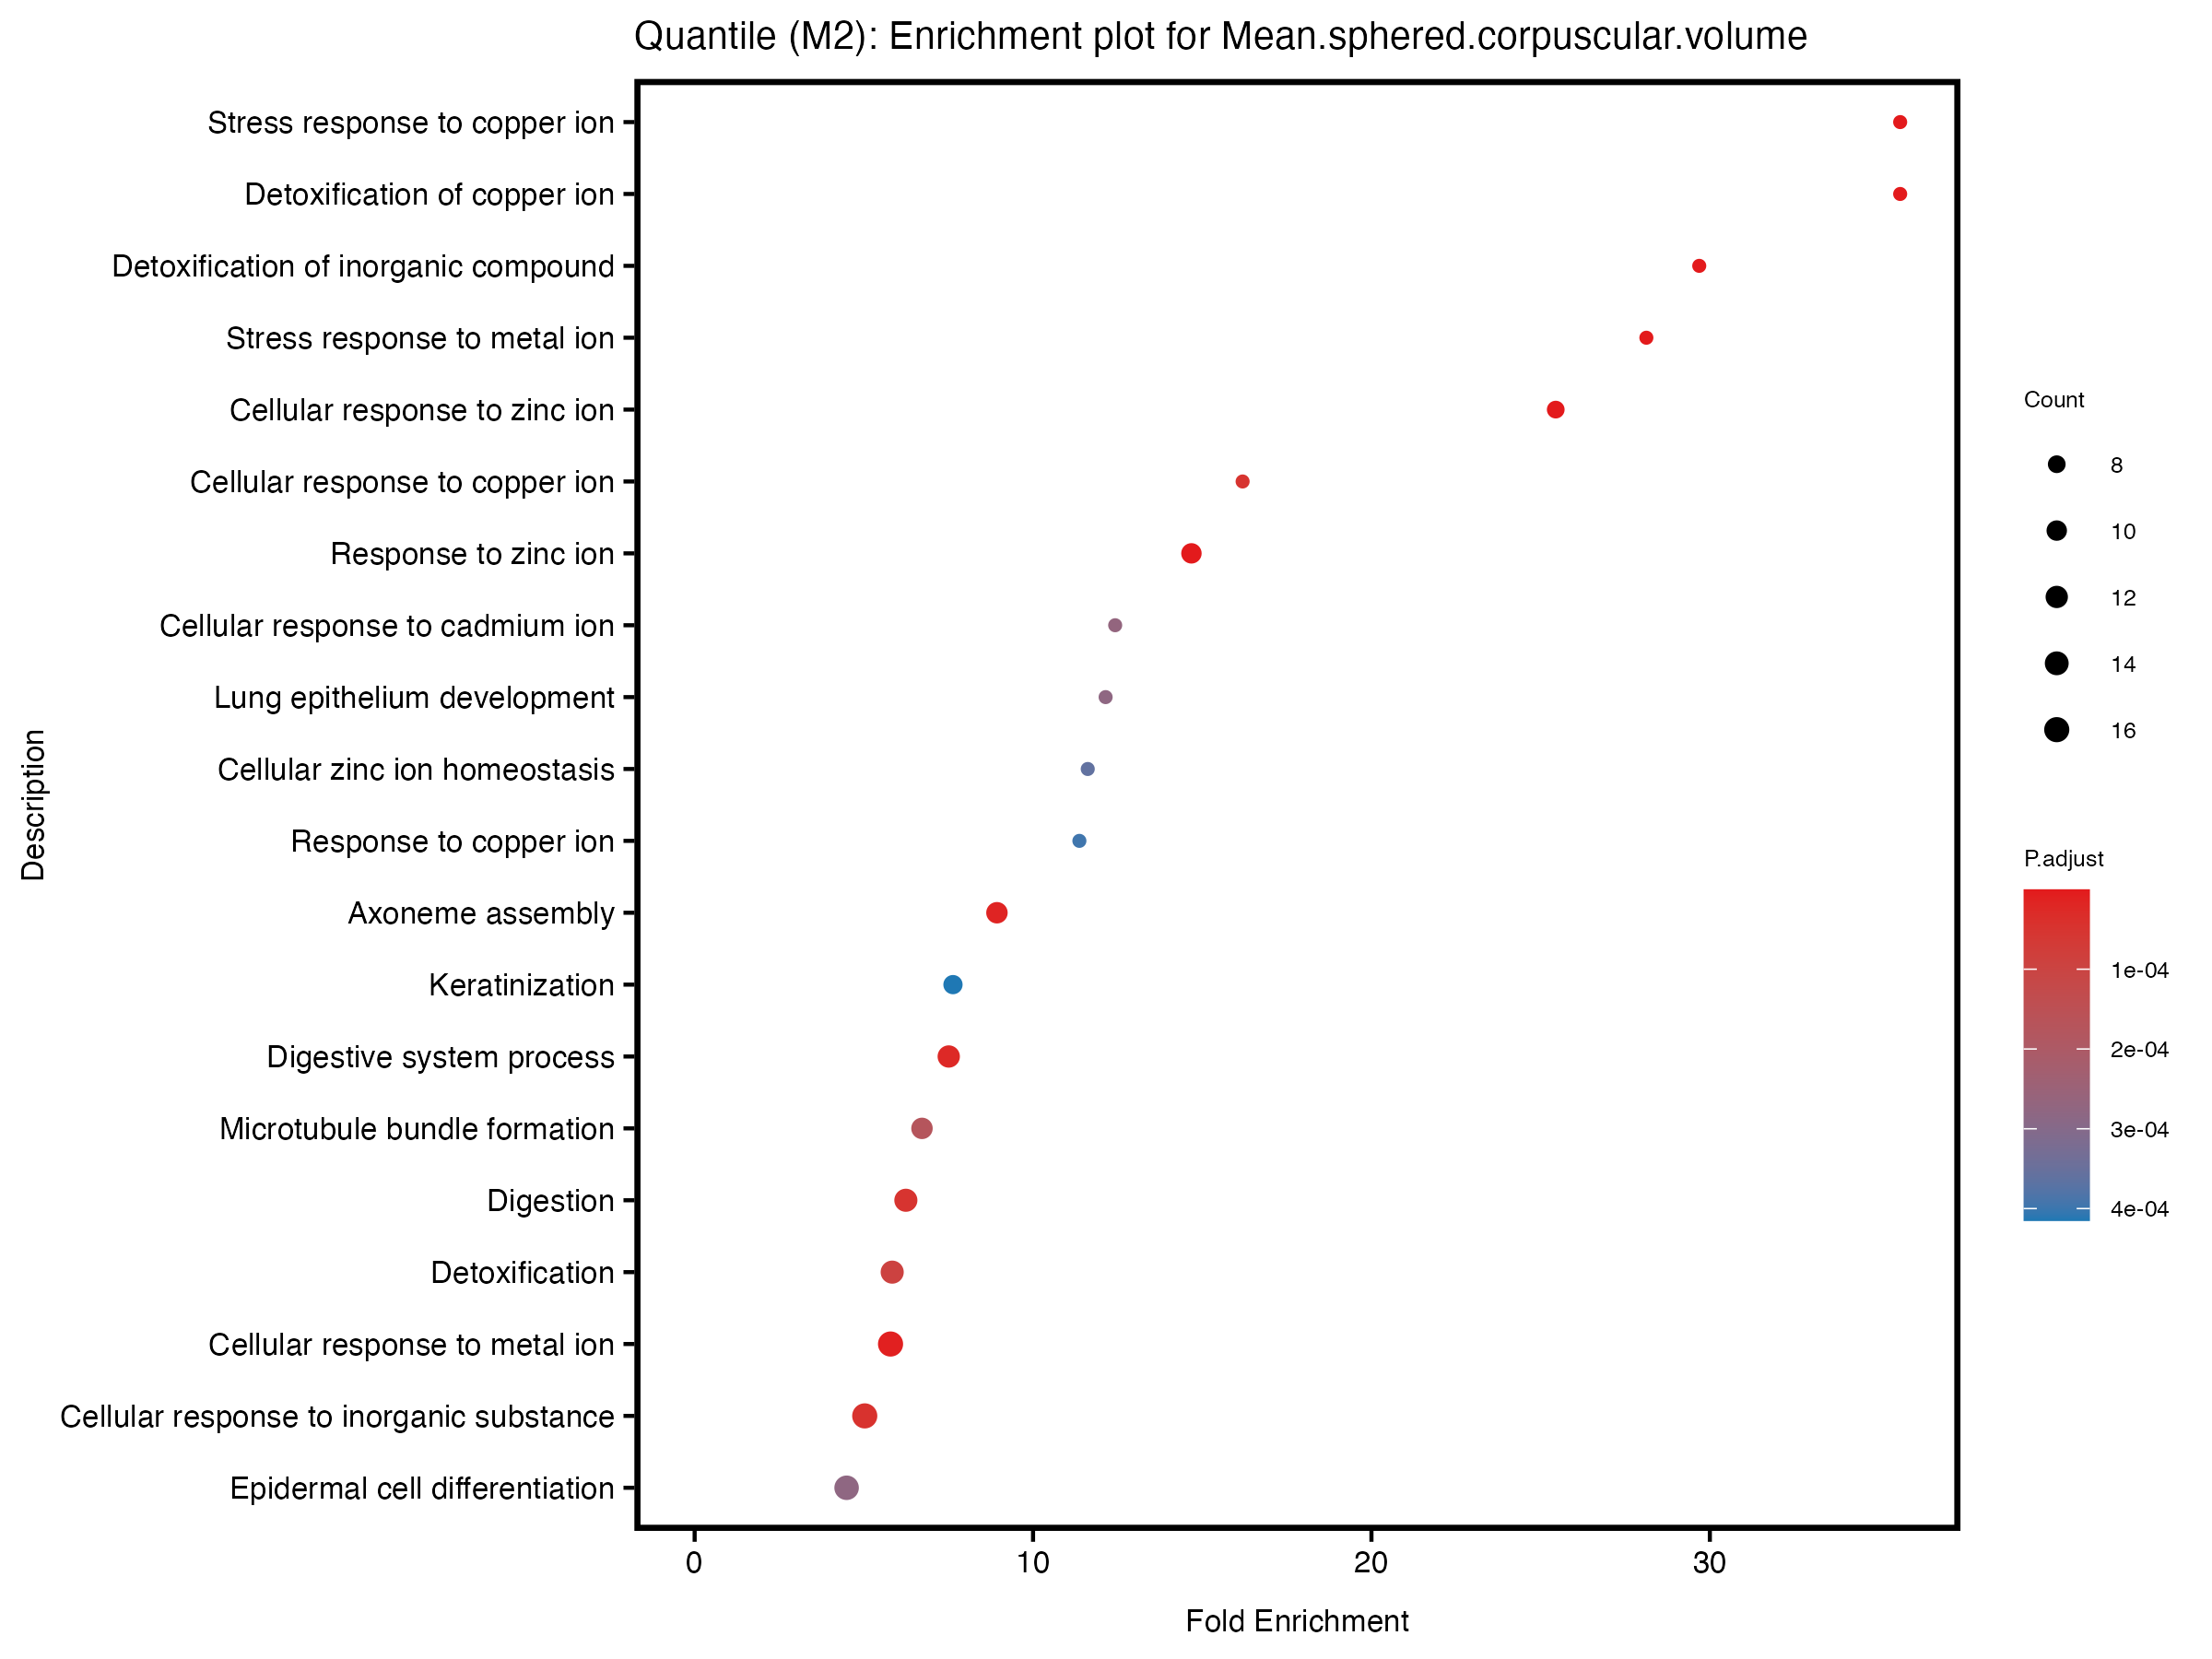 Quantile (M2): Enrichment plot for Mean.sphered.corpuscular.volume
Description
Stress response to copper ion
Detoxification of copper ion
Detoxification of inorganic compound
Stress response to metal ion
Cellular response to zinc ion
Cellular response to copper ion
Response to zinc ion
Cellular response to cadmium ion
Lung epithelium development
Cellular zinc ion homeostasis
Response to copper ion
Axoneme assembly
Keratinization
Digestive system process
Microtubule bundle formation
Digestion
Detoxification
Cellular response to metal ion
Cellular response to inorganic substance
Epidermal cell differentiation
0 10 20 30
Fold Enrichment
Count
8
10
12
14
16
P.adjust
1e-04
2e-04
3e-04
4e-04